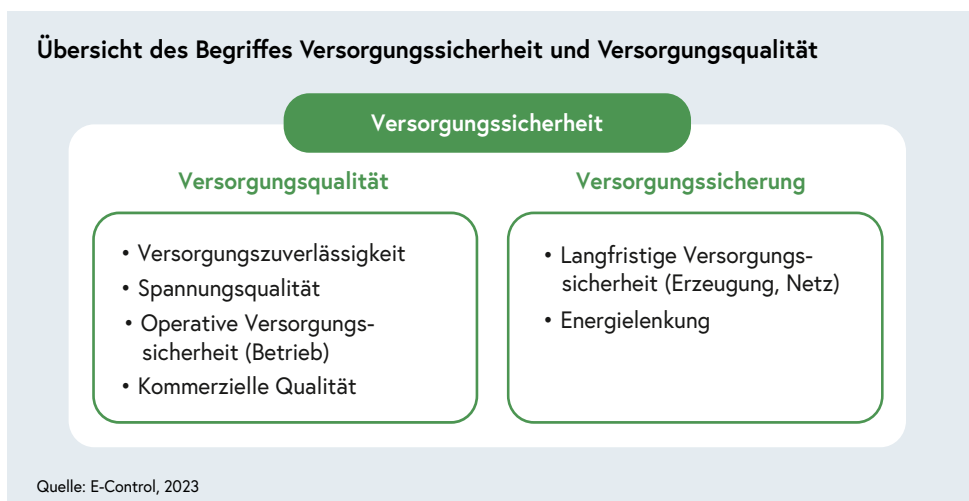 Übersicht des Begriffes Versorgungssicherheit und Versorgungsqualität
Versorgungssicherheit
Versorgungsqualität
• Versorgungszuverlässigkeit
• Spannungsqualität
• Operative Versorgungs-
sicherheit (Betrieb)
• Kommerzielle Qualität
Versorgungssicherung
• Langfristige Versorgungs-
sicherheit (Erzeugung, Netz)
• Energielenkung
Quelle: E-Control, 2023